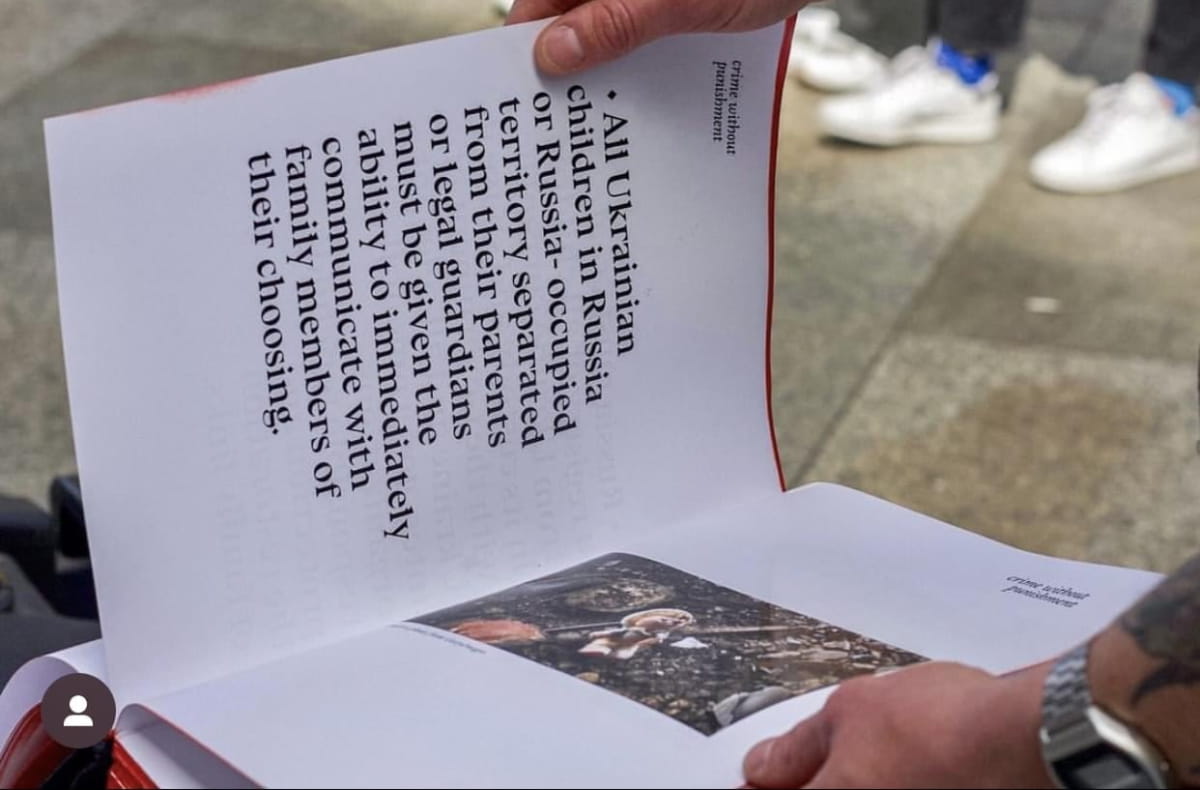 crime without
punishment
• All Ukrainian
children in Russia
or Russia- occupied
territory separated
from their parents
or legal guardians
must be given the
ability to immediately
communicate with
family members of
their choosing.
crime without
punishment